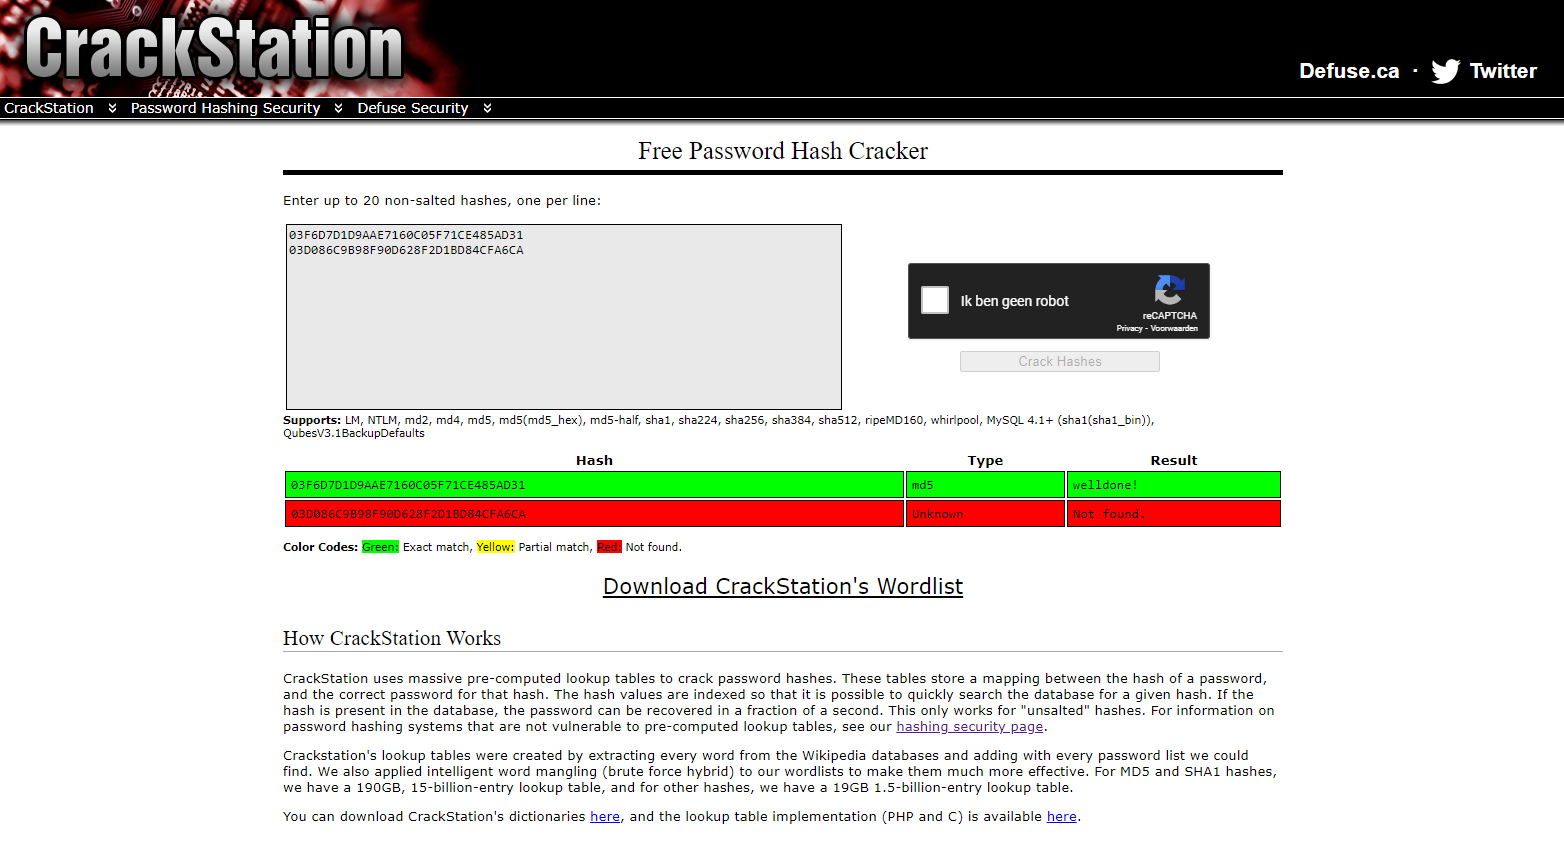 CrackStation
Defuse.ca · Twitter
CrackStation Password Hashing Security Defuse Security
Free Password Hash Cracker
Enter up to 20 non-salted hashes, one per line:
03F6D7D1D9AAE7160C05F71CE485AD31
03D086C9B98F90D628F2D1BD84CFA6CA
Ik ben geen robot
reCAPTCHA
Privacy - Voorwaarden
Crack Hashes
Supports: LM, NTLM, md2, md4, md5, md5(md5_hex), md5-half, sha1, sha224, sha256, sha384, sha512, ripeMD160, whirlpool, MySQL 4.1+ (sha1(sha1_bin)),
QubesV3.1BackupDefaults
Hash Type Result
03F6D7D1D9AAE7160C05F71CE485AD31 md5 welldone!
03D086C9B98F90D628F2D1BD84CFA6CA Unknown Not found.
Color Codes: Green: Exact match, Yellow: Partial match, Red: Not found.
Download CrackStation's Wordlist
How CrackStation Works
CrackStation uses massive pre-computed lookup tables to crack password hashes. These tables store a mapping between the hash of a password,
and the correct password for that hash. The hash values are indexed so that it is possible to quickly search the database for a given hash. If the
hash is present in the database, the password can be recovered in a fraction of a second. This only works for "unsalted" hashes. For information on
password hashing systems that are not vulnerable to pre-computed lookup tables, see our hashing security page.
Crackstation's lookup tables were created by extracting every word from the Wikipedia databases and adding with every password list we could
find. We also applied intelligent word mangling (brute force hybrid) to our wordlists to make them much more effective. For MD5 and SHA1 hashes,
we have a 190GB, 15-billion-entry lookup table, and for other hashes, we have a 19GB 1.5-billion-entry lookup table.
You can download CrackStation's dictionaries here, and the lookup table implementation (PHP and C) is available here.